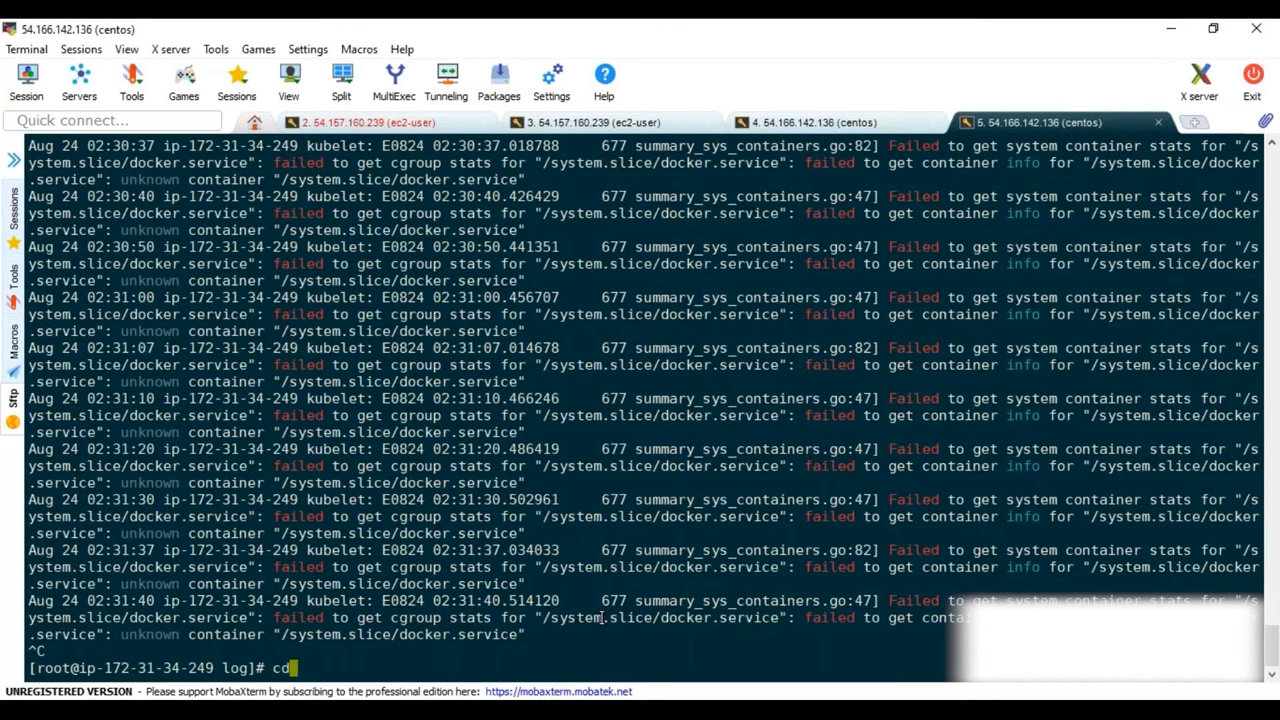 54.166.142.136 (centos)
Terminal Sessions View X server Tools Games Settings Macros Help
Session Servers Tools Games Sessions View Split MultiExec Tunneling Packages Settings Help X server Exit
Quick connect... 2. 54.157.160.239 (ec2-user) 3. 54.157.160.239 (ec2-user) 4. 54.166.142.136 (centos) 5. 54.166.142.136 (centos)
Sessions
Tools
Macros
Sftp
Aug 24 02:30:37 ip-172-31-34-249 kubelet: E0824 02:30:37.018788 677 summary_sys_containers.go:82] Failed to get system container stats for "/s
ystem.slice/docker.service": failed to get cgroup stats for "/system.slice/docker.service": failed to get container info for "/system.slice/docker
.service": unknown container "/system.slice/docker.service"
Aug 24 02:30:40 ip-172-31-34-249 kubelet: E0824 02:30:40.426429 677 summary_sys_containers.go:47] Failed to get system container stats for "/s
ystem.slice/docker.service": failed to get cgroup stats for "/system.slice/docker.service": failed to get container info for "/system.slice/docker
.service": unknown container "/system.slice/docker.service"
Aug 24 02:30:50 ip-172-31-34-249 kubelet: E0824 02:30:50.441351 677 summary_sys_containers.go:47] Failed to get system container stats for "/s
ystem.slice/docker.service": failed to get cgroup stats for "/system.slice/docker.service": failed to get container info for "/system.slice/docker
.service": unknown container "/system.slice/docker.service"
Aug 24 02:31:00 ip-172-31-34-249 kubelet: E0824 02:31:00.456707 677 summary_sys_containers.go:47] Failed to get system container stats for "/s
ystem.slice/docker.service": failed to get cgroup stats for "/system.slice/docker.service": failed to get container info for "/system.slice/docker
.service": unknown container "/system.slice/docker.service"
Aug 24 02:31:07 ip-172-31-34-249 kubelet: E0824 02:31:07.014678 677 summary_sys_containers.go:82] Failed to get system container stats for "/s
ystem.slice/docker.service": failed to get cgroup stats for "/system.slice/docker.service": failed to get container info for "/system.slice/docker
.service": unknown container "/system.slice/docker.service"
Aug 24 02:31:10 ip-172-31-34-249 kubelet: E0824 02:31:10.466246 677 summary_sys_containers.go:47] Failed to get system container stats for "/s
ystem.slice/docker.service": failed to get cgroup stats for "/system.slice/docker.service": failed to get container info for "/system.slice/docker
.service": unknown container "/system.slice/docker.service"
Aug 24 02:31:20 ip-172-31-34-249 kubelet: E0824 02:31:20.486419 677 summary_sys_containers.go:47] Failed to get system container stats for "/s
ystem.slice/docker.service": failed to get cgroup stats for "/system.slice/docker.service": failed to get container info for "/system.slice/docker
.service": unknown container "/system.slice/docker.service"
Aug 24 02:31:30 ip-172-31-34-249 kubelet: E0824 02:31:30.502961 677 summary_sys_containers.go:47] Failed to get system container stats for "/s
ystem.slice/docker.service": failed to get cgroup stats for "/system.slice/docker.service": failed to get container info for "/system.slice/docker
.service": unknown container "/system.slice/docker.service"
Aug 24 02:31:37 ip-172-31-34-249 kubelet: E0824 02:31:37.034033 677 summary_sys_containers.go:82] Failed to get system container stats for "/s
ystem.slice/docker.service": failed to get cgroup stats for "/system.slice/docker.service": failed to get container info for "/system.slice/docker
.service": unknown container "/system.slice/docker.service"
Aug 24 02:31:40 ip-172-31-34-249 kubelet: E0824 02:31:40.514120 677 summary_sys_containers.go:47] Failed to get system container stats for "/s
ystem.slice/docker.service": failed to get cgroup stats for "/system.slice/docker.service": failed to get
.service": unknown container "/system.slice/docker.service"
^C
[root@ip-172-31-34-249 log]# cd
UNREGISTERED VERSION - Please support MobaXterm by subscribing to the professional edition here: https://mobaxterm.mobatek.net